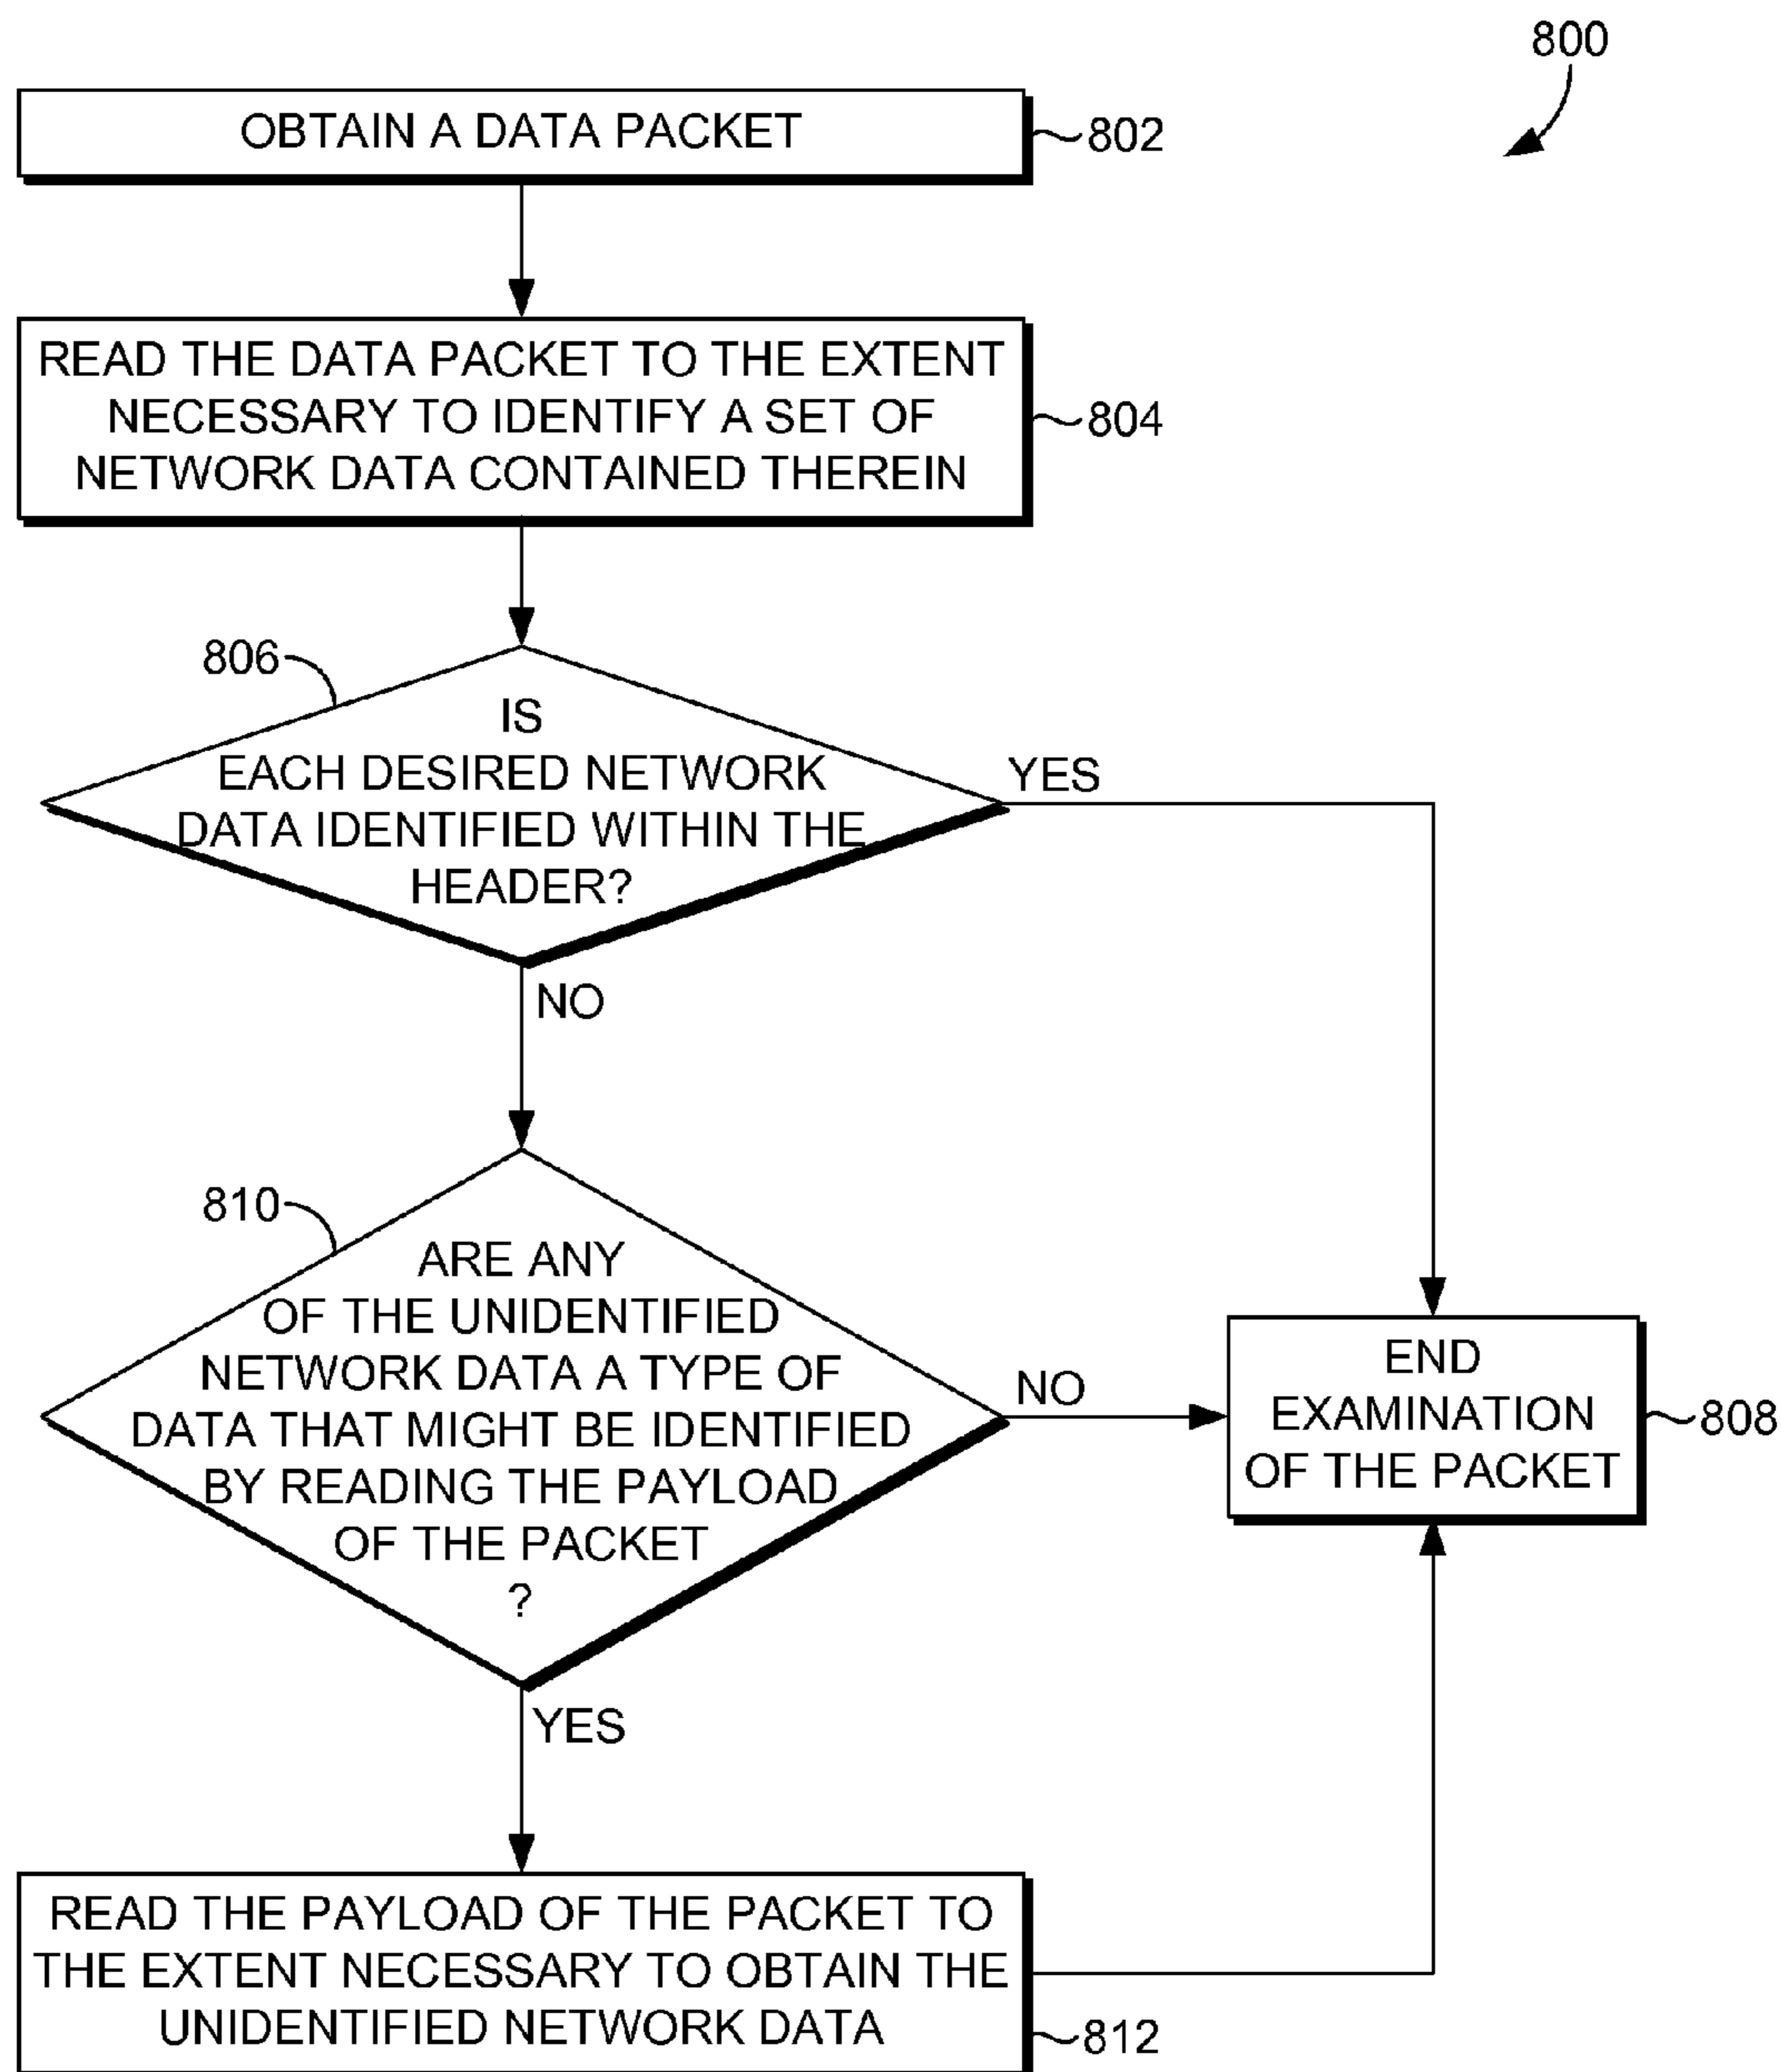 800
OBTAIN A DATA PACKET
802
READ THE DATA PACKET TO THE EXTENT
NECESSARY TO IDENTIFY A SET OF
NETWORK DATA CONTAINED THEREIN
804
806
IS
EACH DESIRED NETWORK
DATA IDENTIFIED WITHIN THE
HEADER?
YES
NO
810
ARE ANY
OF THE UNIDENTIFIED
NETWORK DATA A TYPE OF
DATA THAT MIGHT BE IDENTIFIED
BY READING THE PAYLOAD
OF THE PACKET
?
NO
END
EXAMINATION
OF THE PACKET
808
YES
READ THE PAYLOAD OF THE PACKET TO
THE EXTENT NECESSARY TO OBTAIN THE
UNIDENTIFIED NETWORK DATA
812